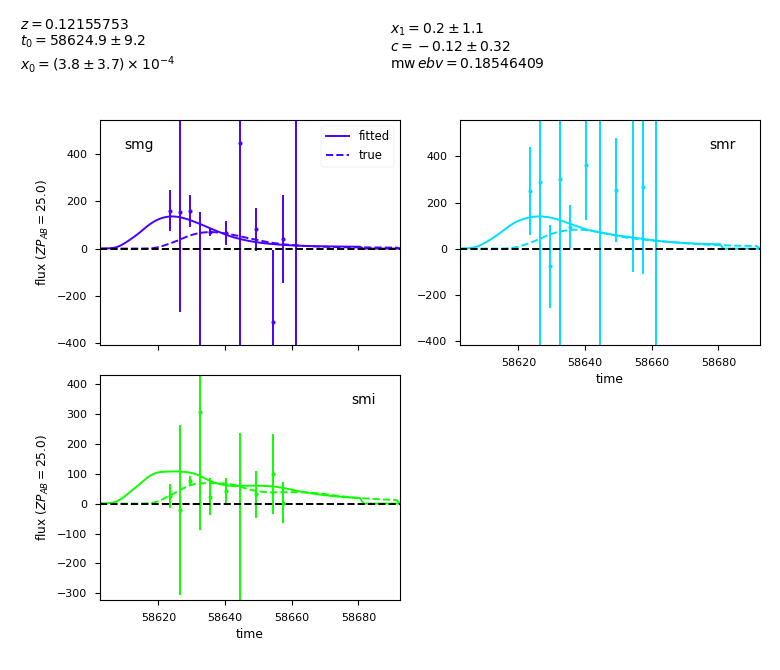 z = 0.12155753
t₀ = 58624.9 ± 9.2
x₀ = (3.8 ± 3.7) × 10⁻⁴
x₁ = 0.2 ± 1.1
c = −0.12 ± 0.32
mw ebv = 0.18546409
smg
fitted
true
400
200
0
−200
−400
flux (ZP_AB = 25.0)
smr
400
200
0
−200
−400
58620 58640 58660 58680
time
smi
400
300
200
100
0
−100
−200
−300
flux (ZP_AB = 25.0)
58620 58640 58660 58680
time